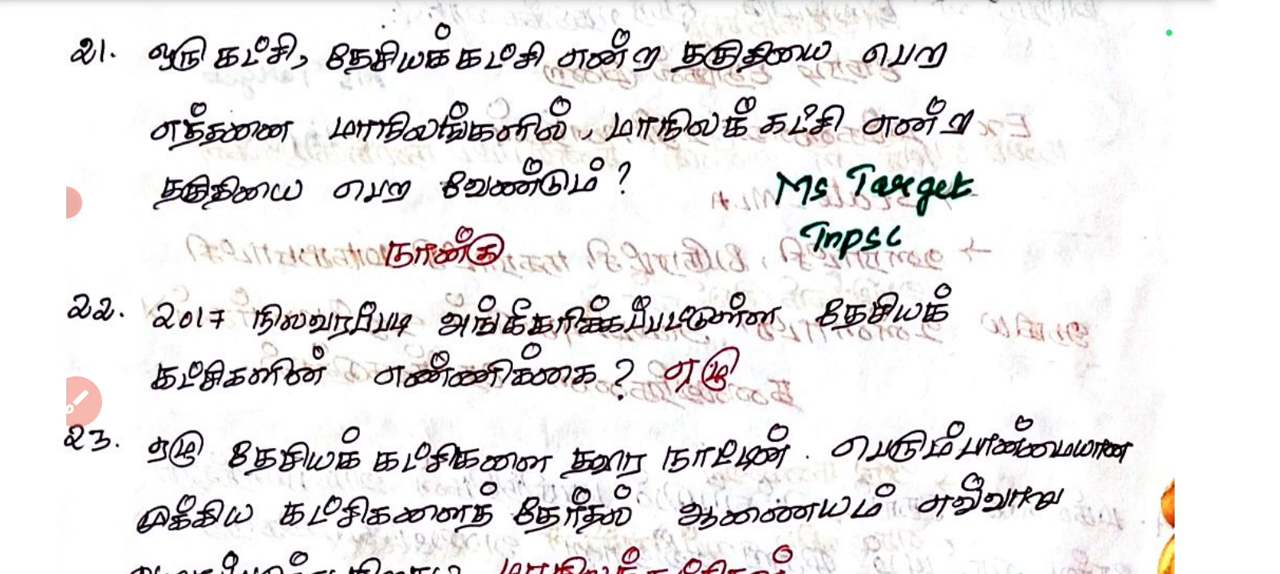 21. ஒரு கட்சி, தேசியக் கட்சி என்ற தகுதியை பெற
எத்தனை மாநிலங்களில், மாநிலக் கட்சி என்ற
தகுதியை பெற வேண்டும்?
Ms Target
Tnpsc
நான்கு
22. 2017 நிலவரப்படி அங்கீகரிக்கப்பட்டுள்ள தேசியக்
கட்சிகளின் எண்ணிக்கை? ஏழு
23. ஏழு தேசியக் கட்சிகளை தவிர நாட்டின் பெரும்பான்மையான
முக்கிய கட்சிகளைத் தேர்தல் ஆணையம் எவ்வாறு